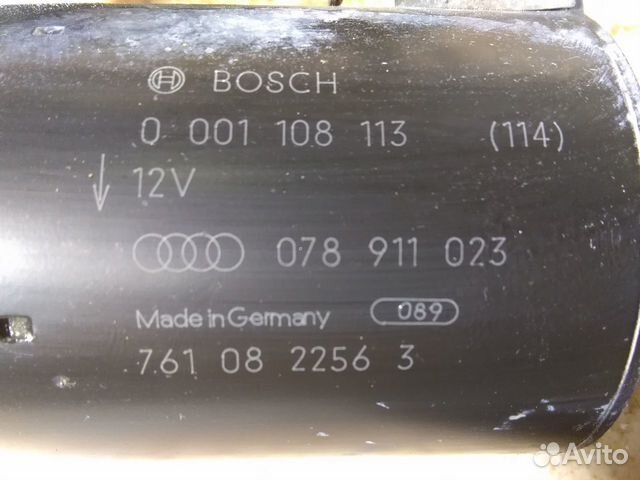 BOSCH
0 001 108 113 (114)
12V
078 911 023
Made in Germany 089
761 08 2256 3
Avito